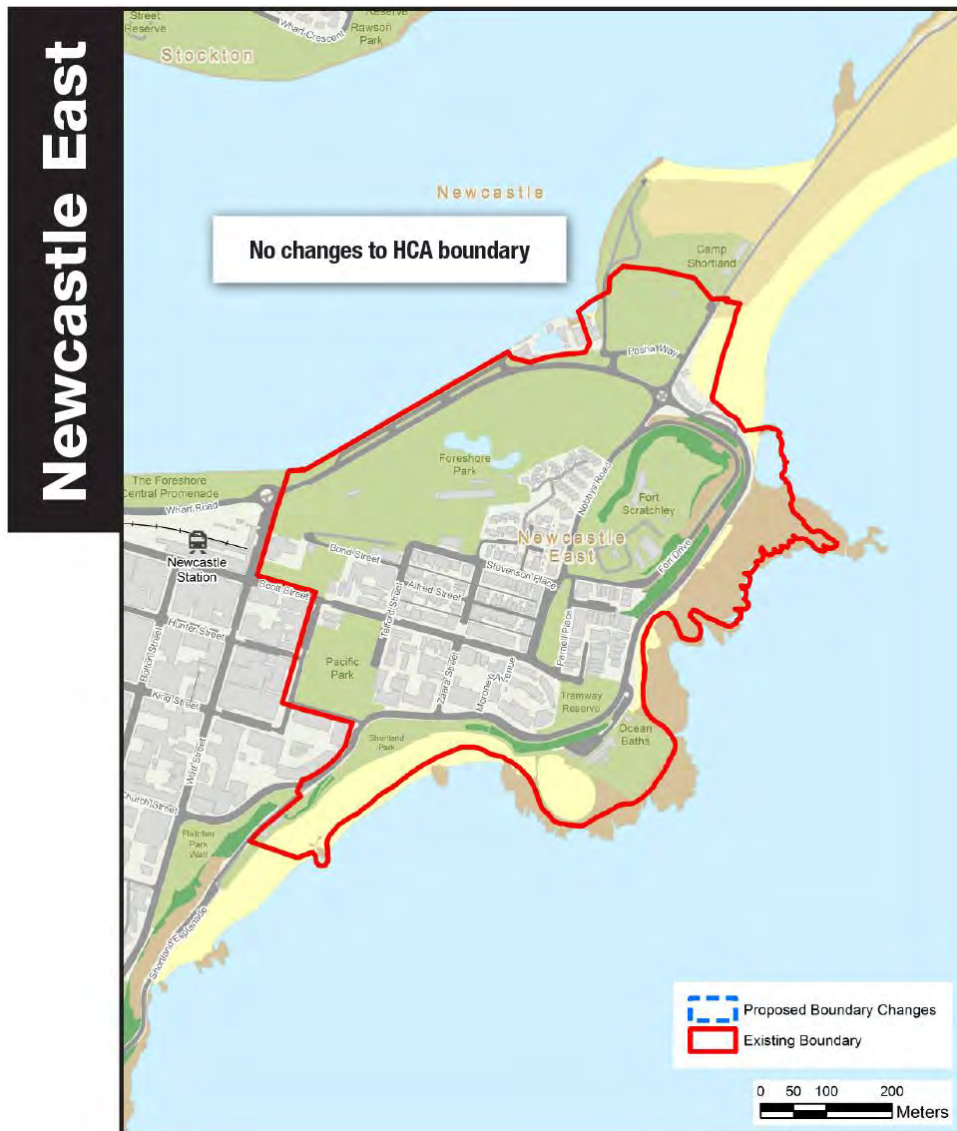 Newcastle East
Street
Reserve
Wharf Crescent
Reserve
Rawson
Park
Stockton
Newcastle
No changes to HCA boundary
Camp
Shortland
Pasha Way
Foreshore
Park
Nobbys Road
Fort
Scratchley
The Foreshore
Central Promenade
Wharf Road
Newcastle
Station
Bond Street
Stevenson Place
Newcastle
East
Fort Drive
Scott Street
Alfred Street
Telford Street
Hunter Street
Bolton Street
Parnell Place
Pacific
Park
Zaara Street
Moroney Avenue
King Street
Tramway
Reserve
Shortland
Park
Ocean
Baths
Watt Street
Church Street
Fletcher
Park
Watt
Shortland Esplanade
Proposed Boundary Changes
Existing Boundary
0 50 100 200
Meters